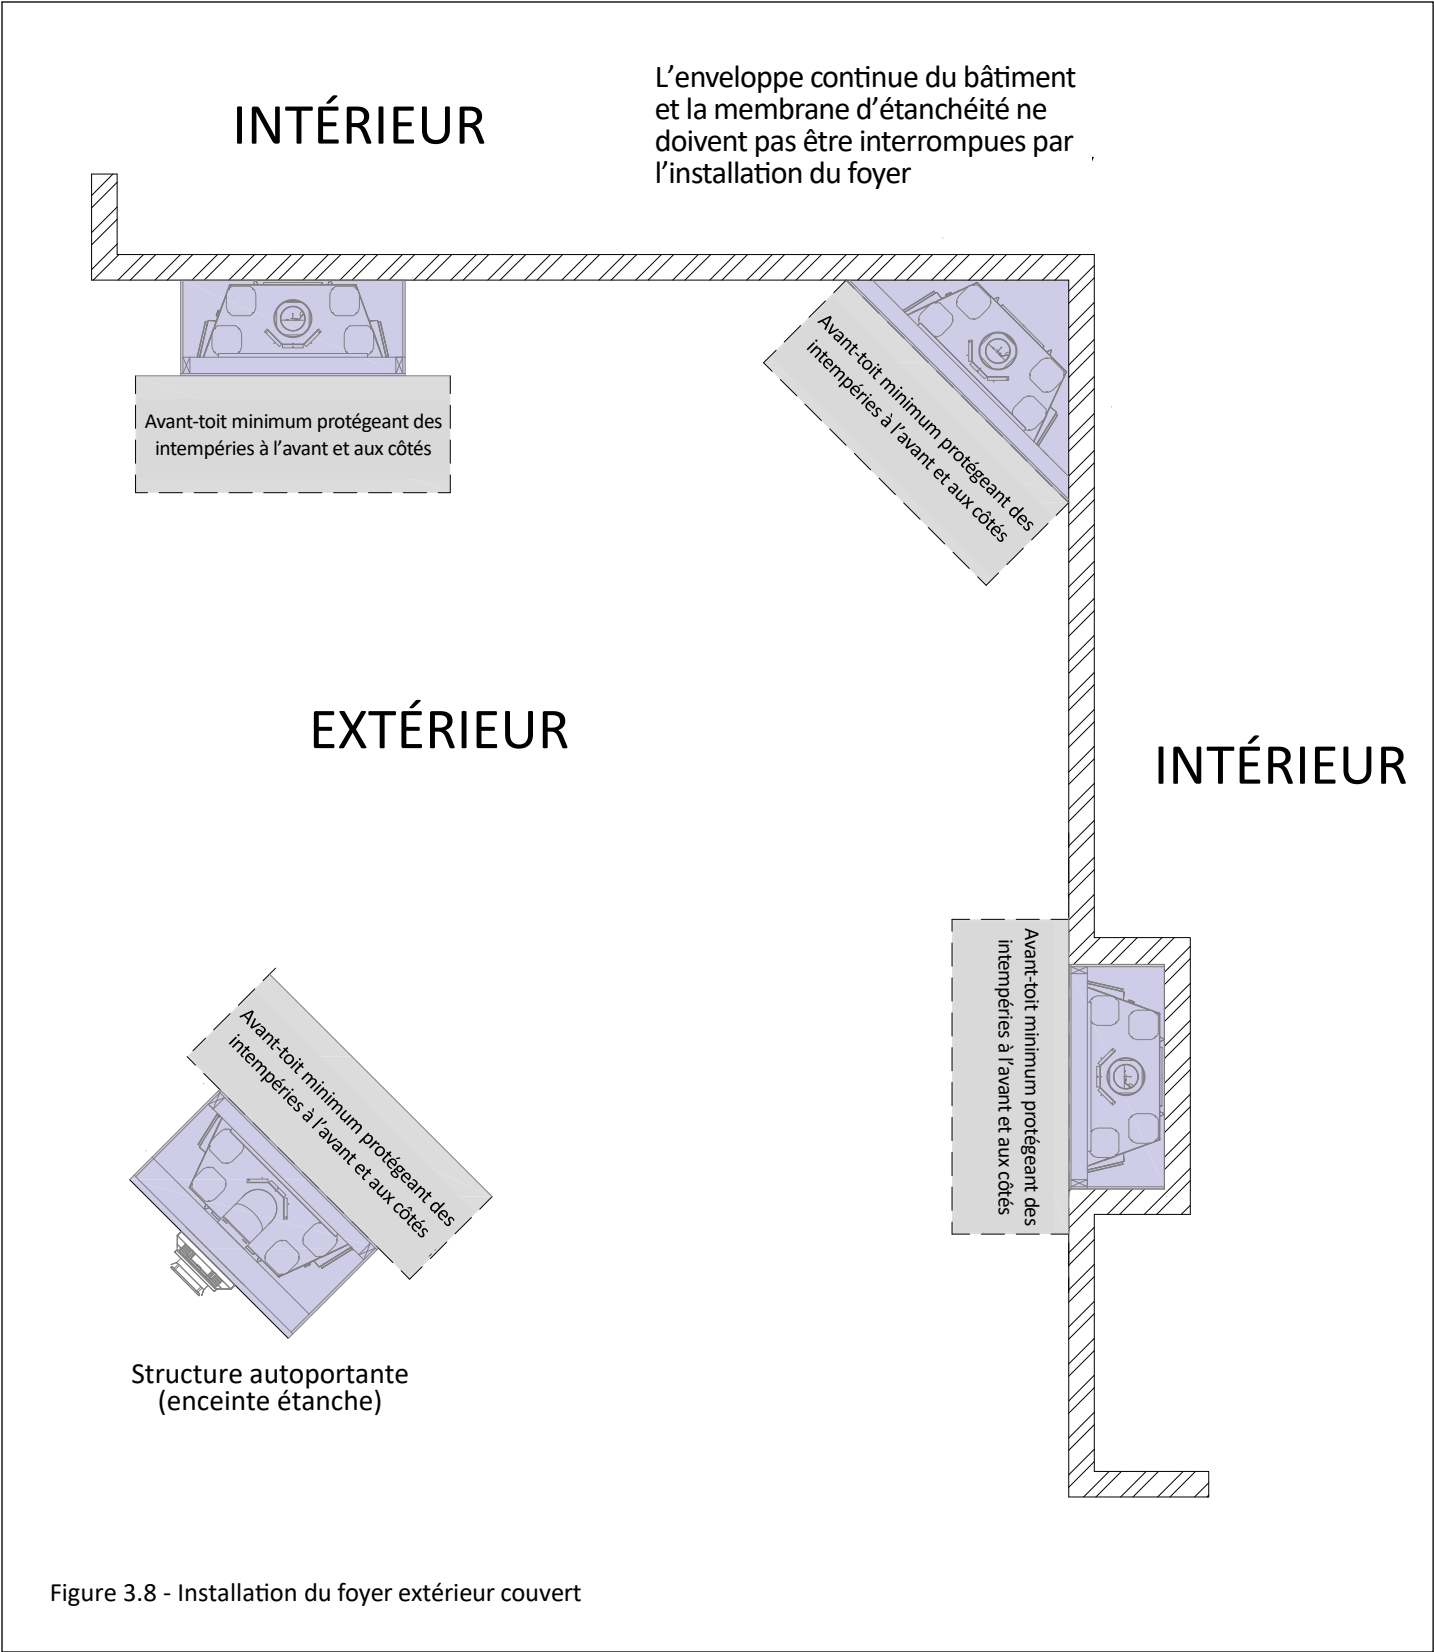 INTÉRIEUR
L’enveloppe continue du bâtiment
et la membrane d’étanchéité ne
doivent pas être interrompues par
l’installation du foyer
Avant-toit minimum protégeant des
intempéries à l’avant et aux côtés
Avant-toit minimum protégeant des
intempéries à l’avant et aux côtés
EXTÉRIEUR
INTÉRIEUR
Avant-toit minimum protégeant des
intempéries à l’avant et aux côtés
Avant-toit minimum protégeant des
intempéries à l’avant et aux côtés
Structure autoportante
(enceinte étanche)
Figure 3.8 - Installation du foyer extérieur couvert